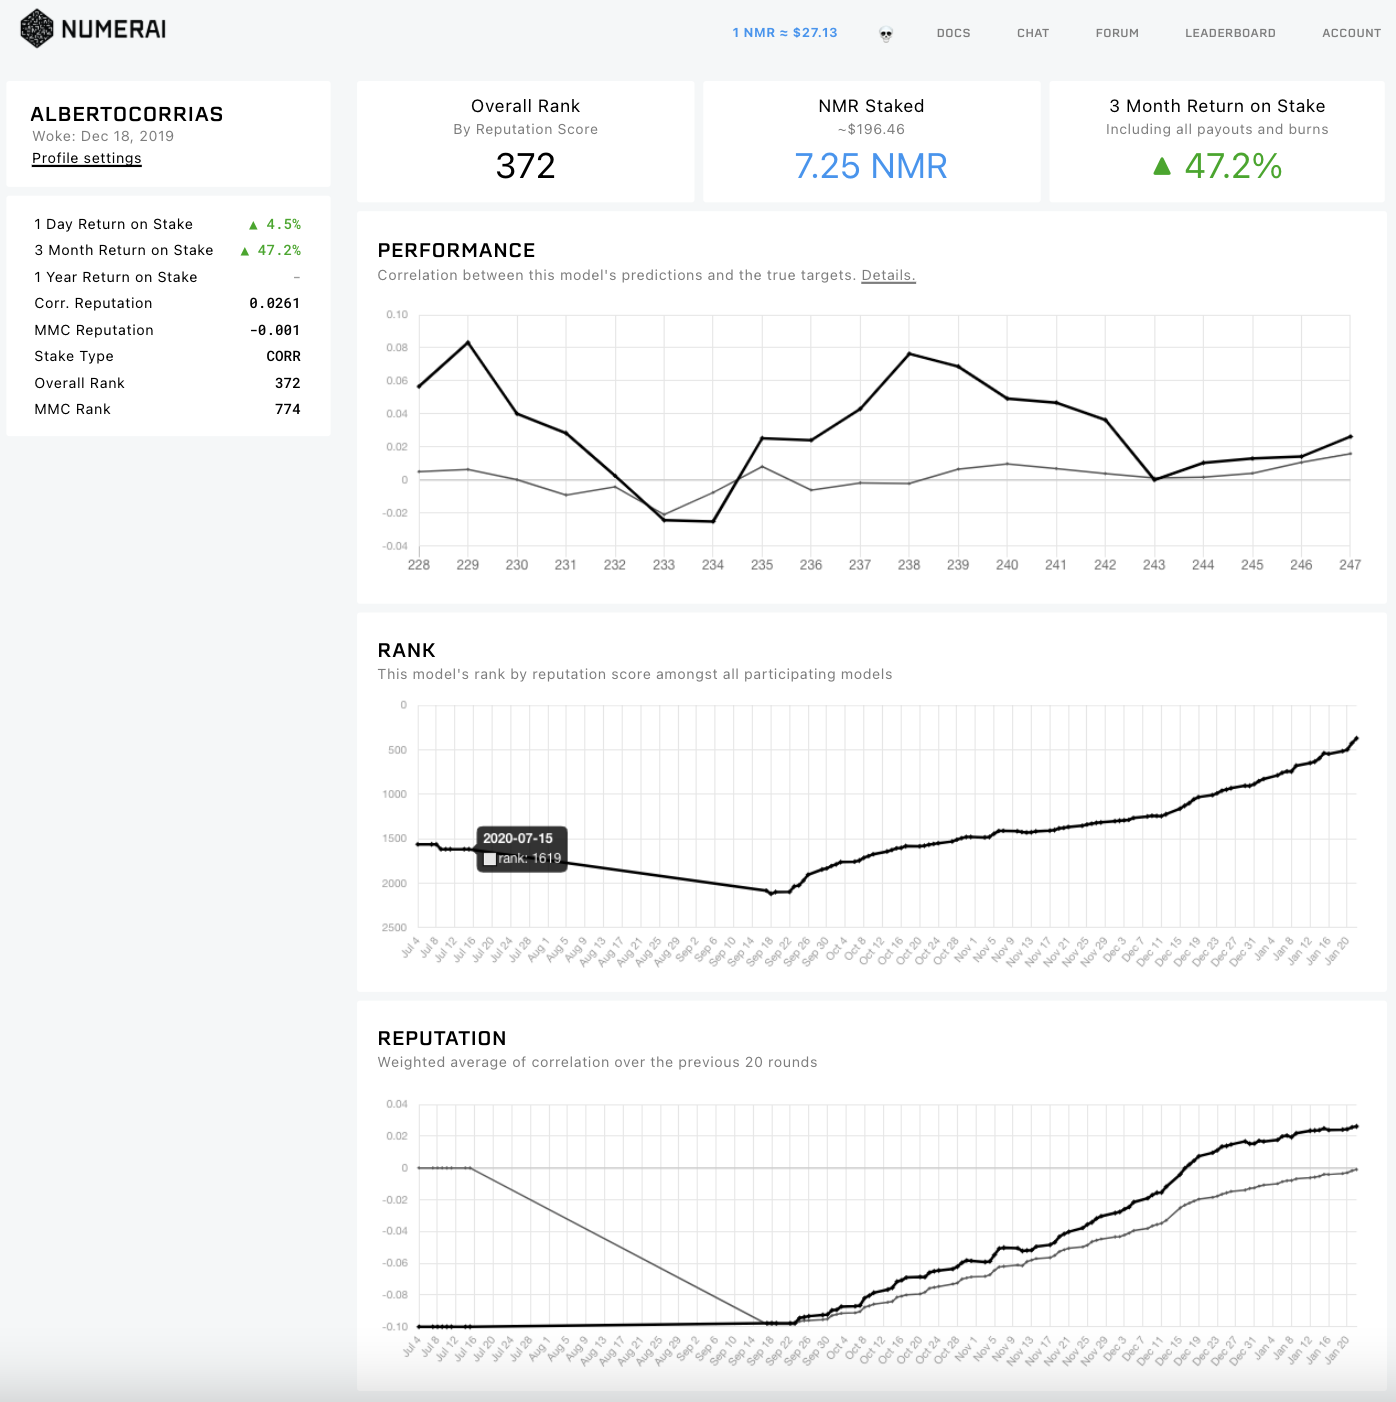 NUMERAI
1 NMR ≈ $27.13
DOCS
CHAT
FORUM
LEADERBOARD
ACCOUNT
ALBERTOCORRIAS
Woke: Dec 18, 2019
Profile settings
1 Day Return on Stake ▲ 4.5%
3 Month Return on Stake ▲ 47.2%
1 Year Return on Stake –
Corr. Reputation 0.0261
MMC Reputation -0.001
Stake Type CORR
Overall Rank 372
MMC Rank 774
Overall Rank
By Reputation Score
372
NMR Staked
~$196.46
7.25 NMR
3 Month Return on Stake
Including all payouts and burns
▲ 47.2%
PERFORMANCE
Correlation between this model's predictions and the true targets. Details.
0.10
0.08
0.06
0.04
0.02
0
-0.02
-0.04
228 229 230 231 232 233 234 235 236 237 238 239 240 241 242 243 244 245 246 247
RANK
This model's rank by reputation score amongst all participating models
0
500
1000
1500
2000
2500
2020-07-15
rank: 1619
Jul 4 Jul 8 Jul 12 Jul 16 Jul 20 Jul 24 Jul 28 Aug 1 Aug 5 Aug 9 Aug 13 Aug 17 Aug 21 Aug 25 Aug 29 Sep 2 Sep 6 Sep 10 Sep 14 Sep 18 Sep 22 Sep 26 Sep 30 Oct 4 Oct 8 Oct 12 Oct 16 Oct 20 Oct 24 Oct 28 Nov 1 Nov 5 Nov 9 Nov 13 Nov 17 Nov 21 Nov 25 Nov 29 Dec 3 Dec 7 Dec 11 Dec 15 Dec 19 Dec 23 Dec 27 Dec 31 Jan 4 Jan 8 Jan 12 Jan 16 Jan 20
REPUTATION
Weighted average of correlation over the previous 20 rounds
0.04
0.02
0
-0.02
-0.04
-0.06
-0.08
-0.10
Jul 4 Jul 8 Jul 12 Jul 16 Jul 20 Jul 24 Jul 28 Aug 1 Aug 5 Aug 9 Aug 13 Aug 17 Aug 21 Aug 25 Aug 29 Sep 2 Sep 6 Sep 10 Sep 14 Sep 18 Sep 22 Sep 26 Sep 30 Oct 4 Oct 8 Oct 12 Oct 16 Oct 20 Oct 24 Oct 28 Nov 1 Nov 5 Nov 9 Nov 13 Nov 17 Nov 21 Nov 25 Nov 29 Dec 3 Dec 7 Dec 11 Dec 15 Dec 19 Dec 23 Dec 27 Dec 31 Jan 4 Jan 8 Jan 12 Jan 16 Jan 20